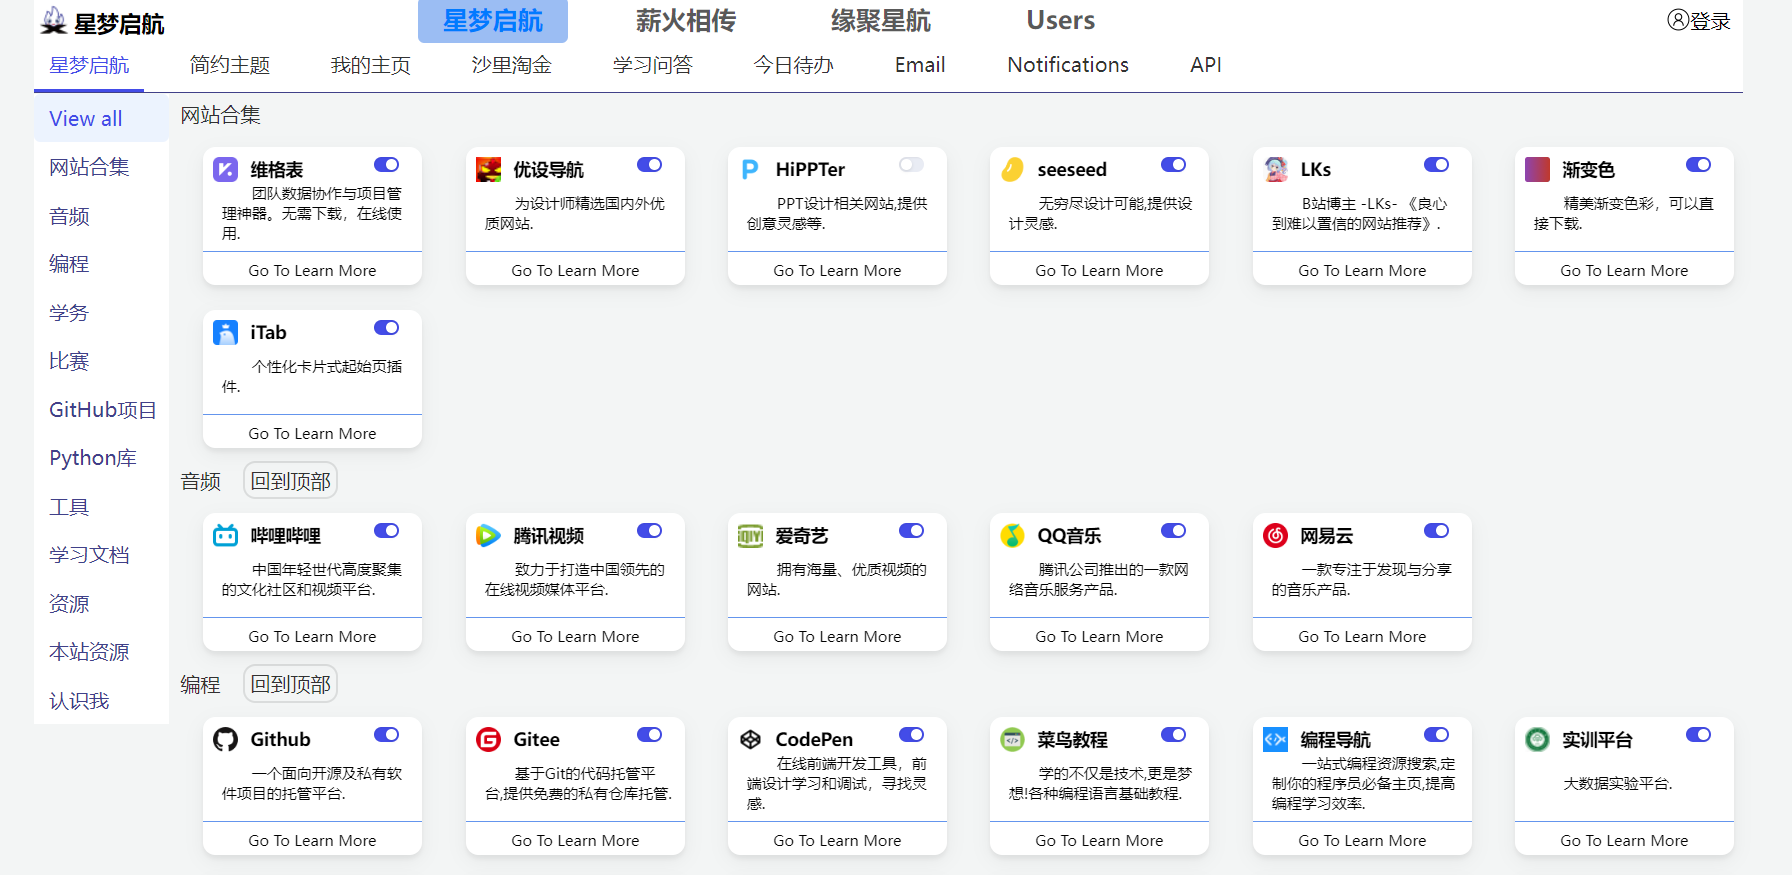 星梦启航
星梦启航
薪火相传
缘聚星航
Users
登录
星梦启航
简约主题
我的主页
沙里淘金
学习问答
今日待办
Email
Notifications
API
View all
网站合集
音频
编程
学务
比赛
GitHub项目
Python库
工具
学习文档
资源
本站资源
认识我
网站合集
维格表
团队数据协作与项目管
理神器。无需下载，在线使
用.
Go To Learn More
优设导航
为设计师精选国内外优
质网站.
Go To Learn More
HiPPTer
PPT设计相关网站,提供
创意灵感等.
Go To Learn More
seeseed
无穷尽设计可能,提供设
计灵感.
Go To Learn More
LKs
B站博主 -LKs- 《良心
到难以置信的网站推荐》.
Go To Learn More
渐变色
精美渐变色彩，可以直
接下载.
Go To Learn More
iTab
个性化卡片式起始页插
件.
Go To Learn More
音频
回到顶部
哔哩哔哩
中国年轻世代高度聚集
的文化社区和视频平台.
Go To Learn More
腾讯视频
致力于打造中国领先的
在线视频媒体平台.
Go To Learn More
iQIYI
爱奇艺
拥有海量、优质视频的
网站.
Go To Learn More
QQ音乐
腾讯公司推出的一款网
络音乐服务产品.
Go To Learn More
网易云
一款专注于发现与分享
的音乐产品.
Go To Learn More
编程
回到顶部
Github
一个面向开源及私有软
件项目的托管平台.
Go To Learn More
Gitee
基于Git的代码托管平
台,提供免费的私有仓库托管.
Go To Learn More
CodePen
在线前端开发工具，前
端设计学习和调试，寻找灵
感.
Go To Learn More
菜鸟教程
学的不仅是技术,更是梦
想!各种编程语言基础教程.
Go To Learn More
编程导航
一站式编程资源搜索,定
制你的程序员必备主页,提高
编程学习效率.
Go To Learn More
实训平台
大数据实验平台.
Go To Learn More